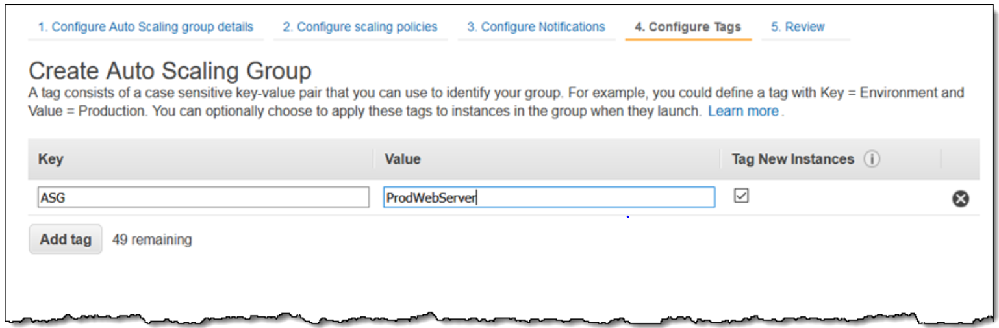 1. Configure Auto Scaling group details 2. Configure scaling policies 3. Configure Notifications 4. Configure Tags 5. Review
Create Auto Scaling Group
A tag consists of a case sensitive key-value pair that you can use to identify your group. For example, you could define a tag with Key = Environment and
Value = Production. You can optionally choose to apply these tags to instances in the group when they launch. Learn more .
Key Value Tag New Instances i
ASG ProdWebServer
Add tag 49 remaining